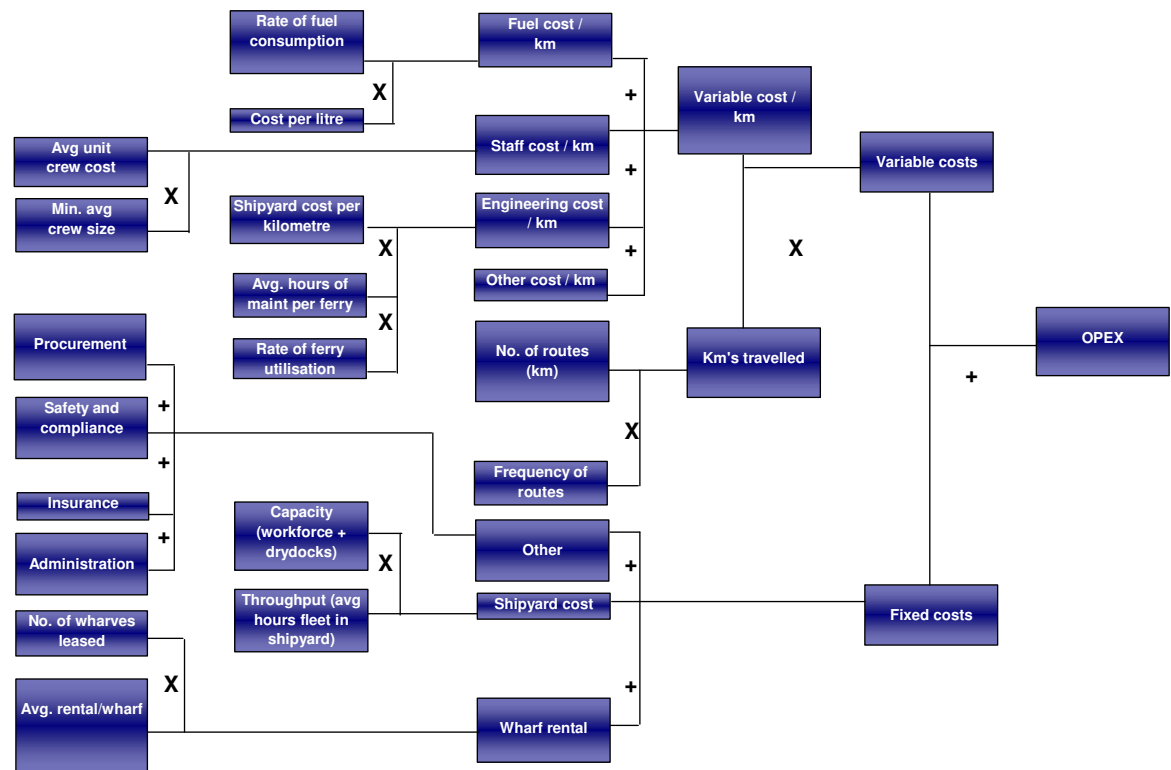 Rate of fuel
consumption
Fuel cost /
km
X
+
Variable cost /
km
Cost per litre
Avg unit
crew cost
Staff cost / km
Variable costs
X
+
Min. avg
crew size
Shipyard cost per
kilometre
Engineering cost
/ km
X
+
X
Avg. hours of
maint per ferry
Other cost / km
X
Procurement
Rate of ferry
utilisation
No. of routes
(km)
Km's travelled
OPEX
+
+
Safety and
compliance
X
+
Frequency of
routes
Insurance
Capacity
(workforce +
drydocks)
+
Administration
Other
X
+
Throughput (avg
hours fleet in
shipyard)
Shipyard cost
Fixed costs
No. of wharves
leased
X
+
Avg. rental/wharf
Wharf rental